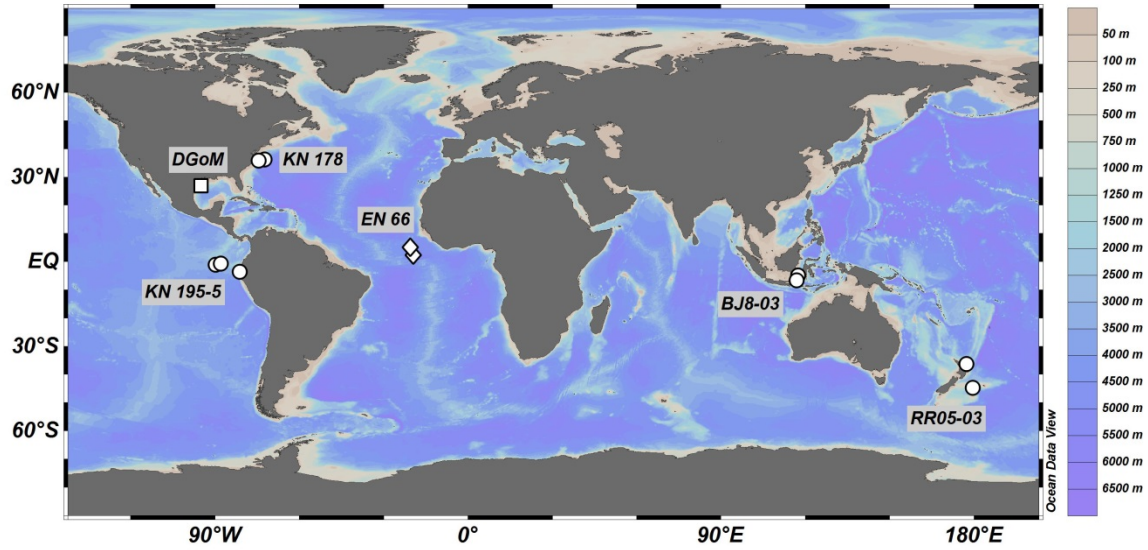 60°N
30°N
EQ
30°S
60°S
90°W
0°
90°E
180°E
DGoM
KN 178
EN 66
KN 195-5
BJ8-03
RR05-03
Ocean Data View
50 m
100 m
250 m
500 m
750 m
1000 m
1250 m
1500 m
2000 m
2500 m
3000 m
3500 m
4000 m
4500 m
5000 m
5500 m
6000 m
6500 m